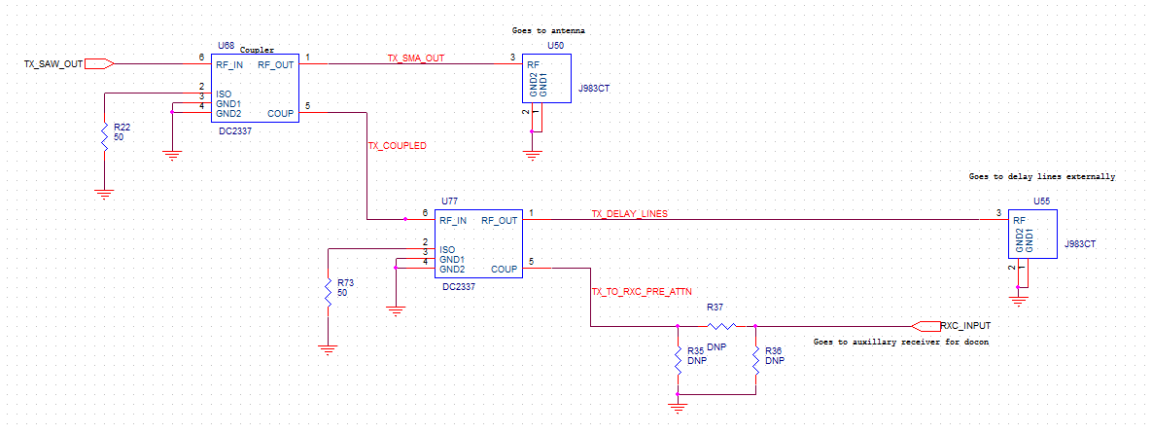 Goes to antenna
U68
Coupler
U50
TX_SAW_OUT
6
RF_IN
RF_OUT
1
TX_SMA_OUT
3
RF
2
ISO
3
GND1
4
GND2
COUP
5
GND2
GND1
2
1
J983CT
R22
50
DC2337
TX_COUPLED
Goes to delay lines externally
U77
U55
6
RF_IN
RF_OUT
1
TX_DELAY_LINES
3
RF
2
ISO
3
GND1
4
GND2
COUP
5
GND2
GND1
2
1
J983CT
R73
50
DC2337
TX_TO_RXC_PRE_ATTN
R37
DNP
RXC_INPUT
Goes to auxillary receiver for docon
R35
DNP
R36
DNP